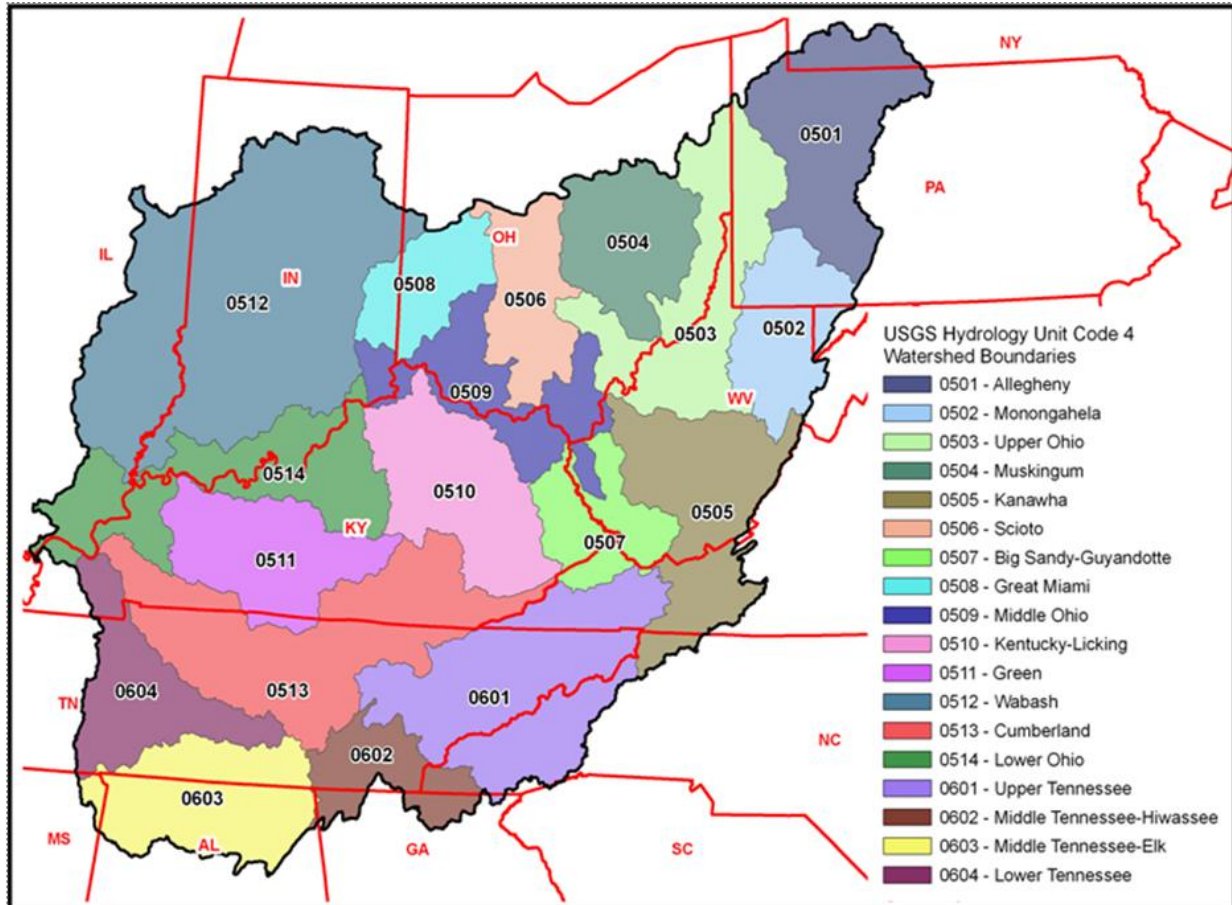 NY
0501
PA
OH
0504
IL
IN
0508
0506
0512
0503
0502
0509
WV
0514
0510
0505
KY
0507
0511
0604
0513
0601
TN
0602
NC
0603
MS
AL
GA
SC
USGS Hydrology Unit Code 4
Watershed Boundaries
0501 - Allegheny
0502 - Monongahela
0503 - Upper Ohio
0504 - Muskingum
0505 - Kanawha
0506 - Scioto
0507 - Big Sandy-Guyandotte
0508 - Great Miami
0509 - Middle Ohio
0510 - Kentucky-Licking
0511 - Green
0512 - Wabash
0513 - Cumberland
0514 - Lower Ohio
0601 - Upper Tennessee
0602 - Middle Tennessee-Hiwassee
0603 - Middle Tennessee-Elk
0604 - Lower Tennessee